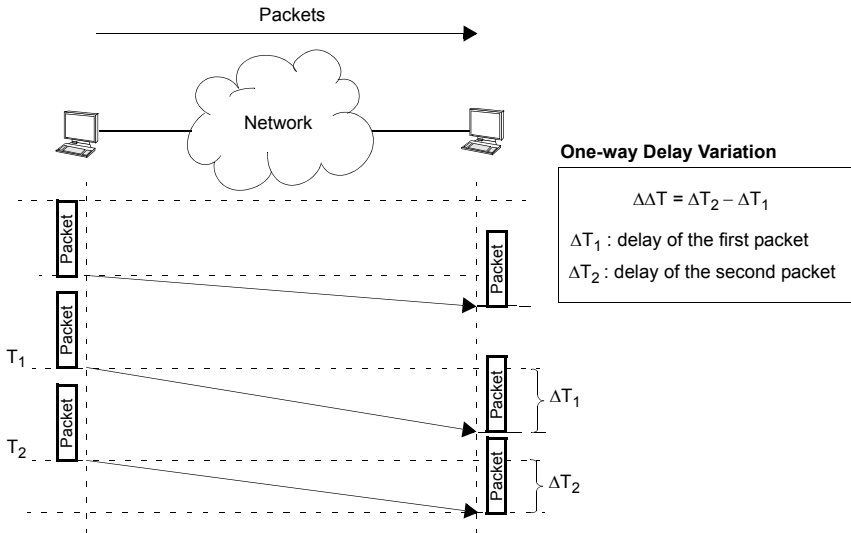 Packets
Network
One-way Delay Variation
ΔΔT = ΔT₂ – ΔT₁
ΔT₁ : delay of the first packet
ΔT₂ : delay of the second packet
Packet
Packet
Packet
T₁
Packet
ΔT₁
Packet
T₂
Packet
ΔT₂